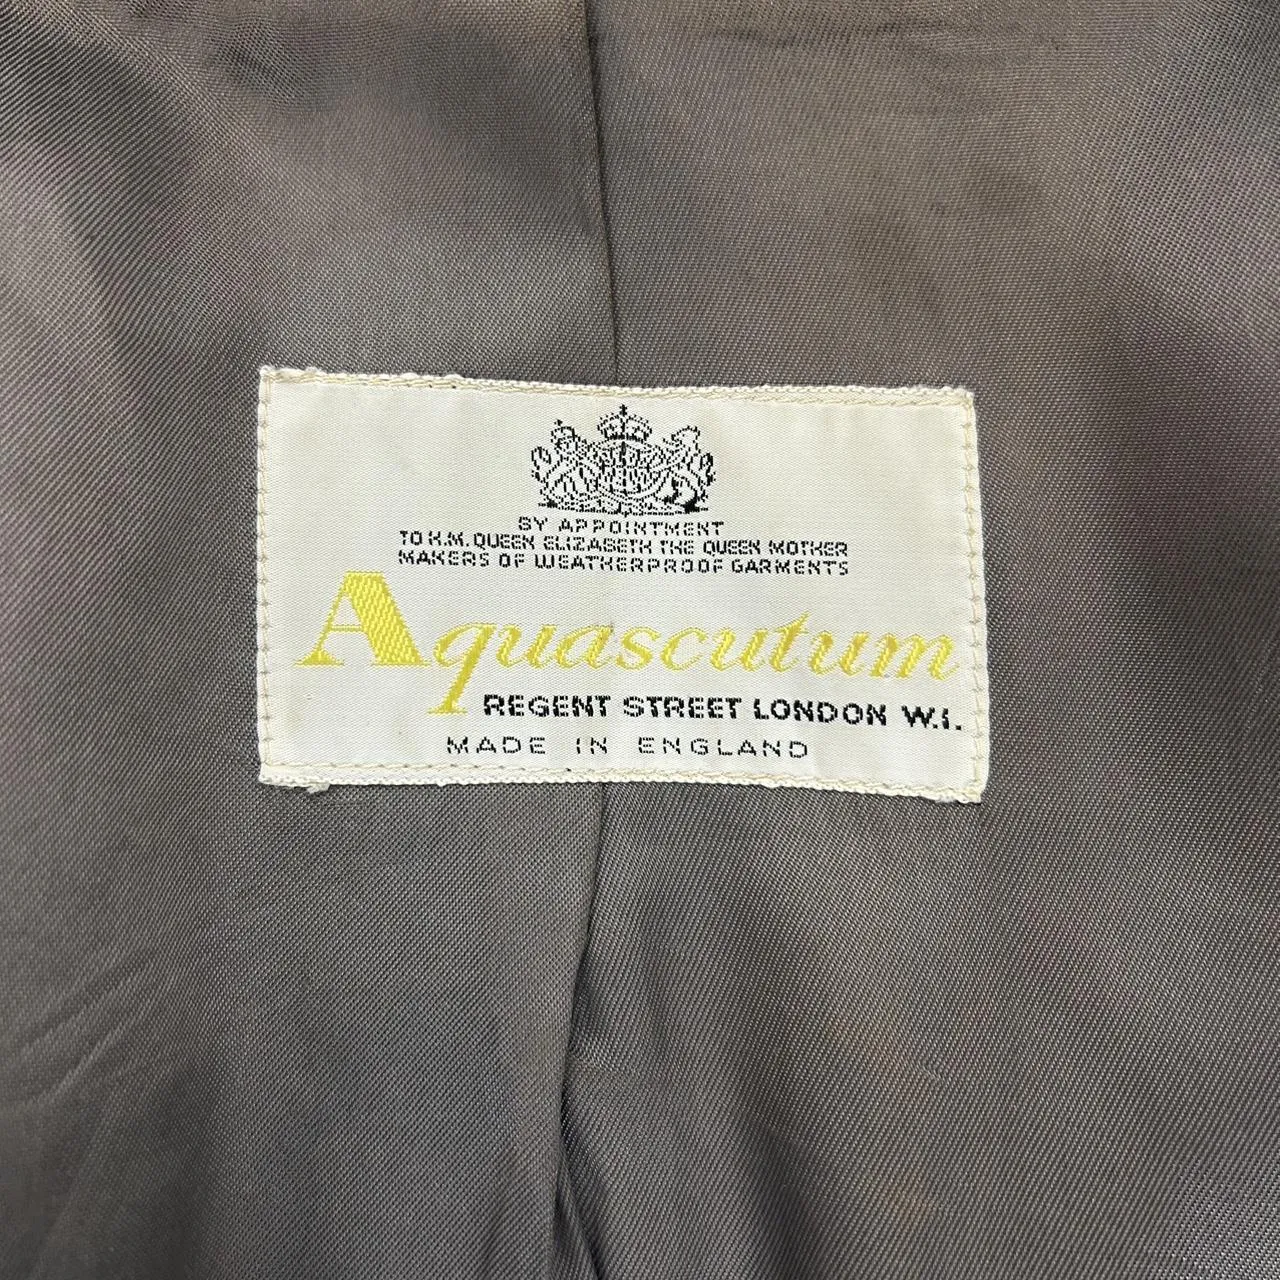 BY APPOINTMENT
TO H.M. QUEEN ELIZABETH THE QUEEN MOTHER
MAKERS OF WEATHERPROOF GARMENTS
Aquascutum
REGENT STREET LONDON W.1.
MADE IN ENGLAND